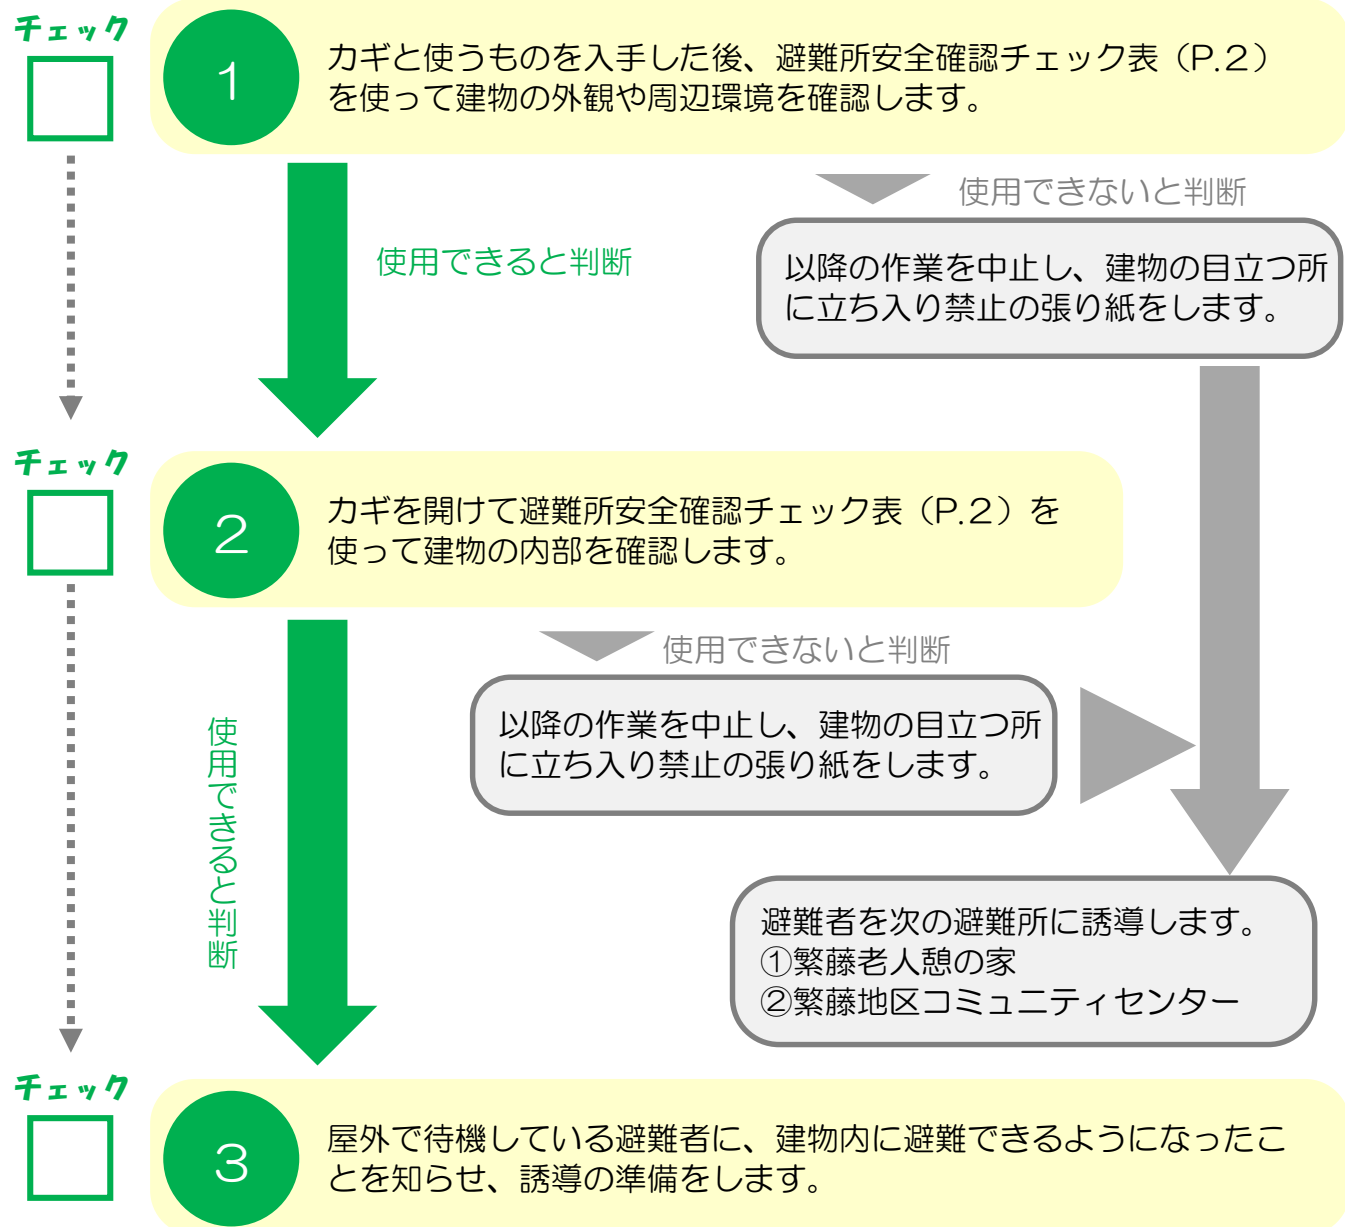 チェック
1
カギと使うものを入手した後、避難所安全確認チェック表（P.2）
を使って建物の外観や周辺環境を確認します。
使用できないと判断
使用できると判断
以降の作業を中止し、建物の目立つ所
に立ち入り禁止の張り紙をします。
チェック
2
カギを開けて避難所安全確認チェック表（P.2）を
使って建物の内部を確認します。
使用できないと判断
以降の作業を中止し、建物の目立つ所
に立ち入り禁止の張り紙をします。
使用できると判断
避難者を次の避難所に誘導します。
①繁藤老人憩の家
②繁藤地区コミュニティセンター
チェック
3
屋外で待機している避難者に、建物内に避難できるようになったこ
とを知らせ、誘導の準備をします。